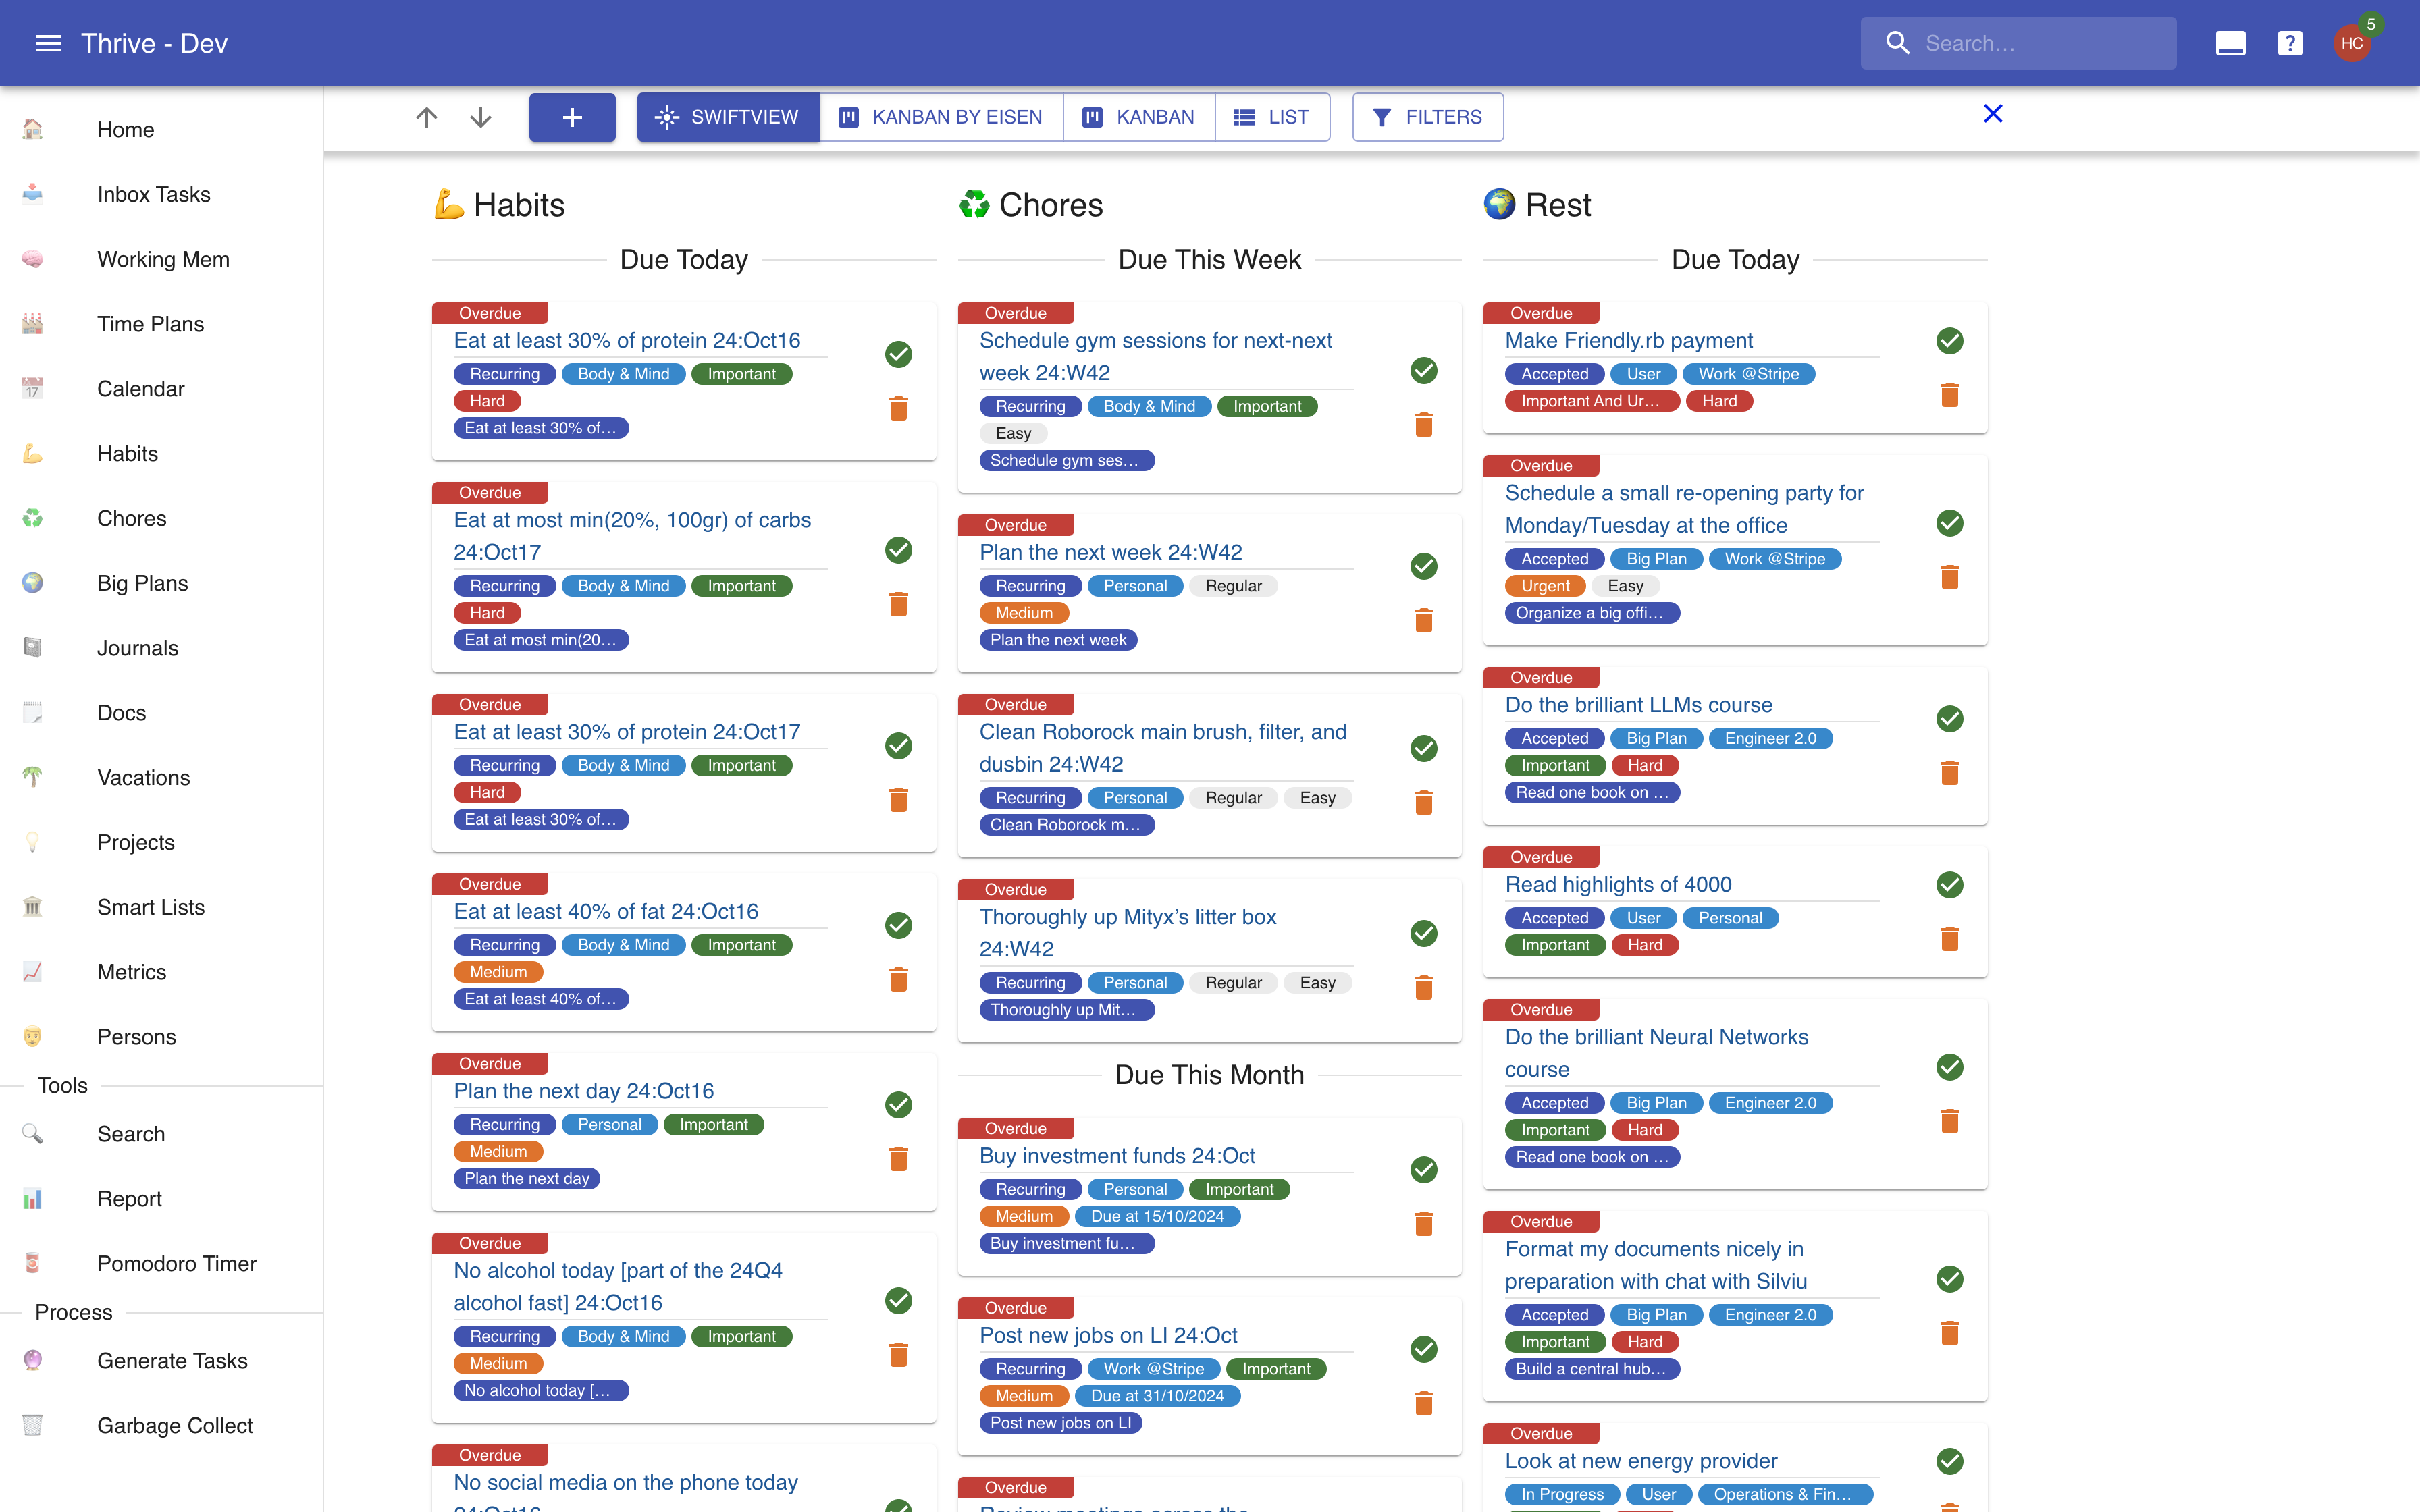 Thrive - Dev
Search...
HC
5
Home
Inbox Tasks
Working Mem
Time Plans
Calendar
Habits
Chores
Big Plans
Journals
Docs
Vacations
Projects
Smart Lists
Metrics
Persons
Tools
Search
Report
Pomodoro Timer
Process
Generate Tasks
Garbage Collect
SWIFTVIEW
KANBAN BY EISEN
KANBAN
LIST
FILTERS
Habits
Due Today
Overdue
Eat at least 30% of protein 24:Oct16
Recurring Body & Mind Important
Hard
Eat at least 30% of...
Overdue
Eat at most min(20%, 100gr) of carbs
24:Oct17
Recurring Body & Mind Important
Hard
Eat at most min(20...
Overdue
Eat at least 30% of protein 24:Oct17
Recurring Body & Mind Important
Hard
Eat at least 30% of...
Overdue
Eat at least 40% of fat 24:Oct16
Recurring Body & Mind Important
Medium
Eat at least 40% of...
Overdue
Plan the next day 24:Oct16
Recurring Personal Important
Medium
Plan the next day
Overdue
No alcohol today [part of the 24Q4
alcohol fast] 24:Oct16
Recurring Body & Mind Important
Medium
No alcohol today [...
Overdue
No social media on the phone today
24:Oct16
Chores
Due This Week
Overdue
Schedule gym sessions for next-next
week 24:W42
Recurring Body & Mind Important
Easy
Schedule gym ses...
Overdue
Plan the next week 24:W42
Recurring Personal Regular
Medium
Plan the next week
Overdue
Clean Roborock main brush, filter, and
dusbin 24:W42
Recurring Personal Regular Easy
Clean Roborock m...
Overdue
Thoroughly up Mityx’s litter box
24:W42
Recurring Personal Regular Easy
Thoroughly up Mit...
Due This Month
Overdue
Buy investment funds 24:Oct
Recurring Personal Important
Medium Due at 15/10/2024
Buy investment fu...
Overdue
Post new jobs on LI 24:Oct
Recurring Work @Stripe Important
Medium Due at 31/10/2024
Post new jobs on LI
Overdue
Review meetings across the
Rest
Due Today
Overdue
Make Friendly.rb payment
Accepted User Work @Stripe
Important And Ur... Hard
Overdue
Schedule a small re-opening party for
Monday/Tuesday at the office
Accepted Big Plan Work @Stripe
Urgent Easy
Organize a big offi...
Overdue
Do the brilliant LLMs course
Accepted Big Plan Engineer 2.0
Important Hard
Read one book on ...
Overdue
Read highlights of 4000
Accepted User Personal
Important Hard
Overdue
Do the brilliant Neural Networks
course
Accepted Big Plan Engineer 2.0
Important Hard
Read one book on ...
Overdue
Format my documents nicely in
preparation with chat with Silviu
Accepted Big Plan Engineer 2.0
Important Hard
Build a central hub...
Overdue
Look at new energy provider
In Progress User Operations & Fin...